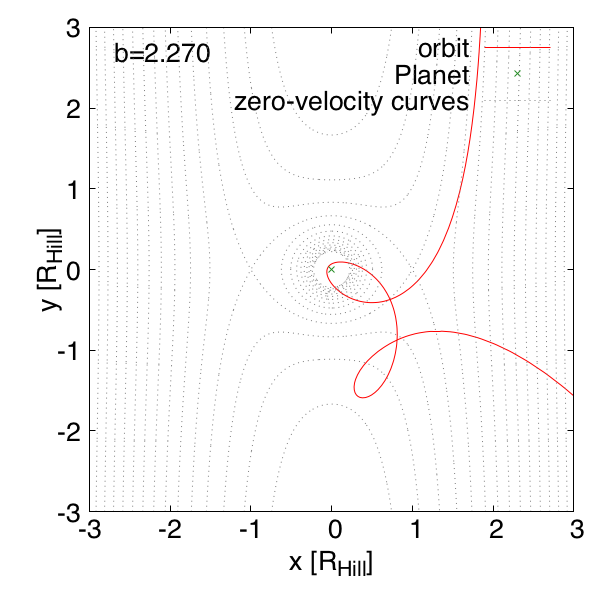 b=2.270
orbit
Planet
zero-velocity curves
3
2
1
0
-1
-2
-3
y [R_Hill]
-3
-2
-1
0
1
2
3
x [R_Hill]